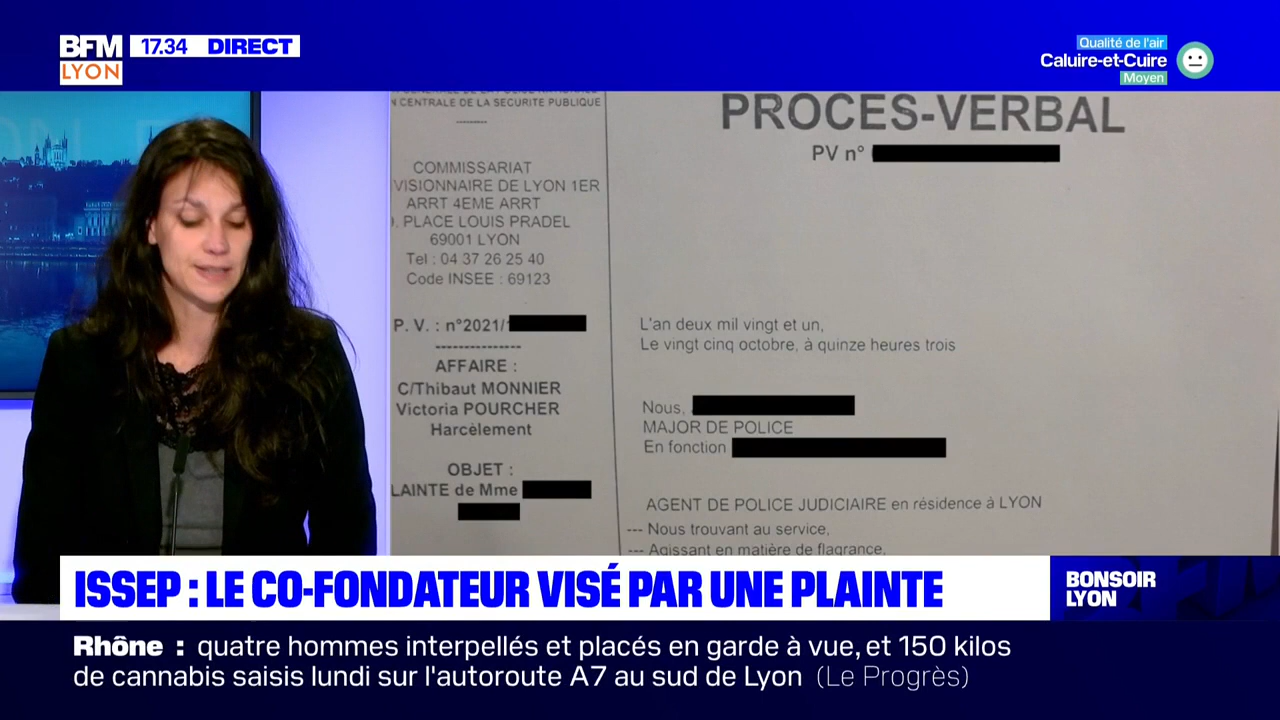 BFM
LYON
17.34 DIRECT
Qualité de l'air
Caluire-et-Cuire
Moyen
N CENTRALE DE LA SECURITE PUBLIQUE
--------
COMMISSARIAT
VISIONNAIRE DE LYON 1ER
ARRT 4EME ARRT
. PLACE LOUIS PRADEL
69001 LYON
Tel : 04 37 26 25 40
Code INSEE : 69123
P. V. : n°2021/
---------------
AFFAIRE :
C/Thibaut MONNIER
Victoria POURCHER
Harcèlement
OBJET :
LAINTE de Mme
PROCES-VERBAL
PV n°
L'an deux mil vingt et un,
Le vingt cinq octobre, à quinze heures trois
Nous,
MAJOR DE POLICE
En fonction
AGENT DE POLICE JUDICIAIRE en résidence à LYON
--- Nous trouvant au service,
--- Agissant en matière de flagrance,
ISSEP : LE CO-FONDATEUR VISÉ PAR UNE PLAINTE
BONSOIR
LYON
Rhône : quatre hommes interpellés et placés en garde à vue, et 150 kilos
de cannabis saisis lundi sur l'autoroute A7 au sud de Lyon (Le Progrès)